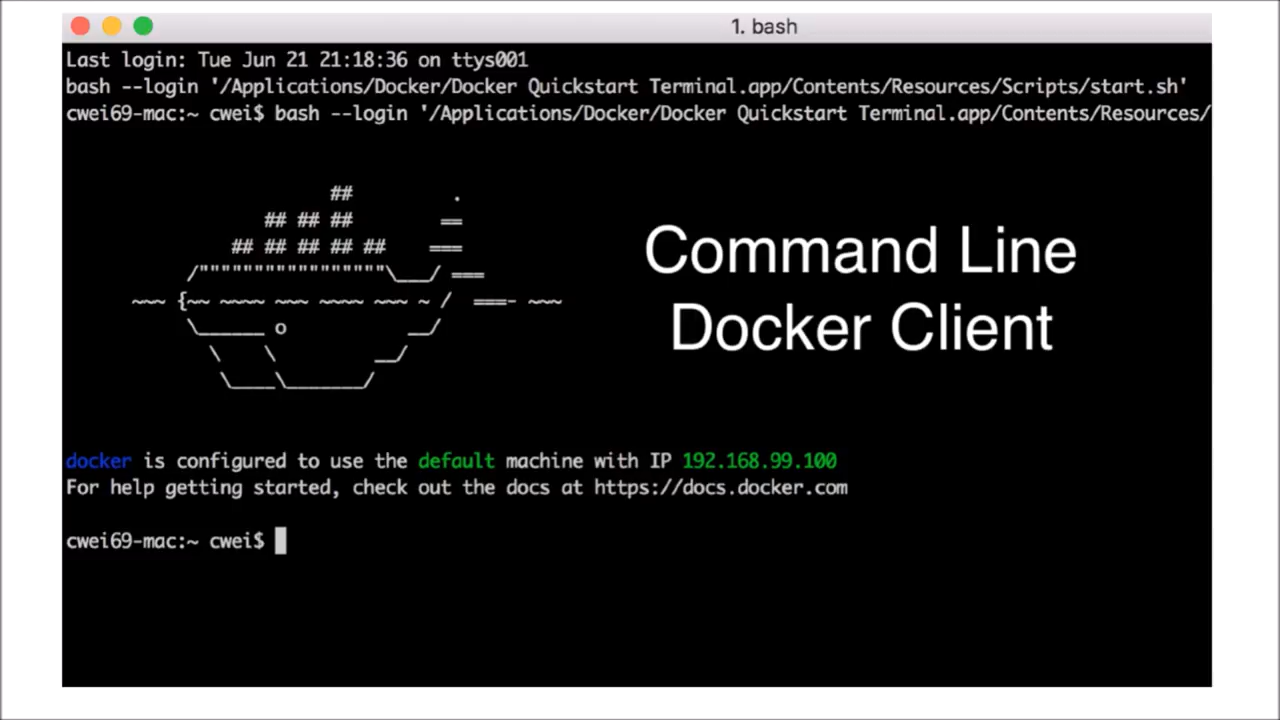 1. bash
Last login: Tue Jun 21 21:18:36 on ttys001
bash --login '/Applications/Docker/Docker Quickstart Terminal.app/Contents/Resources/Scripts/start.sh'
cwei69-mac:~ cwei$ bash --login '/Applications/Docker/Docker Quickstart Terminal.app/Contents/Resources/
                        ##         .
                  ## ## ##        ==
               ## ## ## ## ##    ===
           /"""""""""""""""""\___/ ===
      ~~~ {~~ ~~~~ ~~~ ~~~~ ~~~ ~ /  ===- ~~~
           \______ o           __/
             \    \         __/
              \____\_______/
Command Line
Docker Client
docker is configured to use the default machine with IP 192.168.99.100
For help getting started, check out the docs at https://docs.docker.com
cwei69-mac:~ cwei$